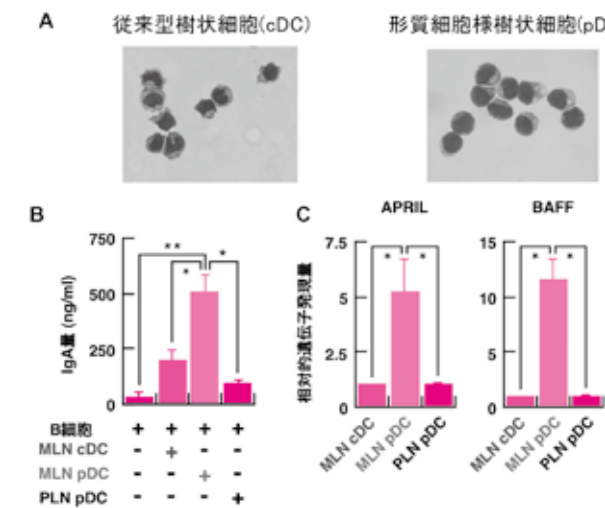 A
従来型樹状細胞(cDC)
形質細胞様樹状細胞(pD
B
C
APRIL
BAFF
750
500
250
0
IgA量 (ng/ml)
**
*
*
相対的遺伝子発現量
7.5
5
2.5
0
*
*
15
10
5
0
*
*
B細胞 + + + +
MLN cDC - + - -
MLN pDC - - + -
PLN pDC - - - +
MLN cDC
MLN pDC
PLN pDC
MLN cDC
MLN pDC
PLN pDC